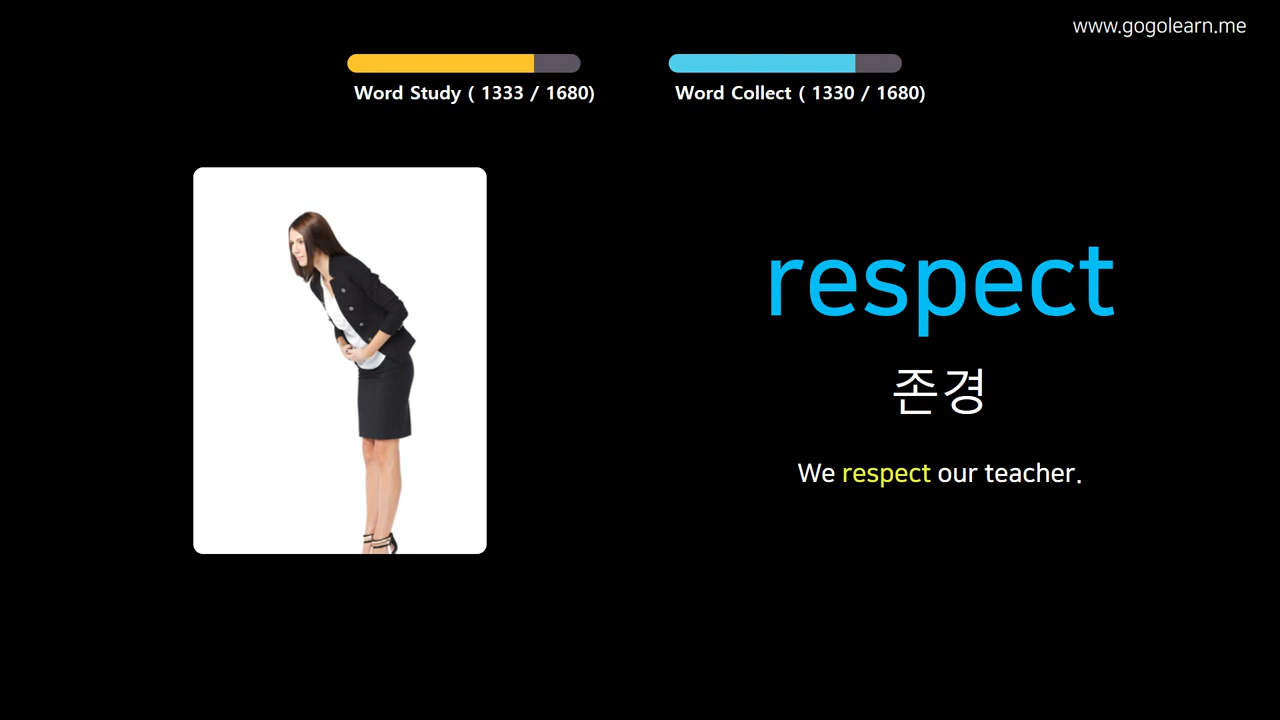 www.gogolearn.me
Word Study ( 1333 / 1680)
Word Collect ( 1330 / 1680)
respect
존경
We respect our teacher.